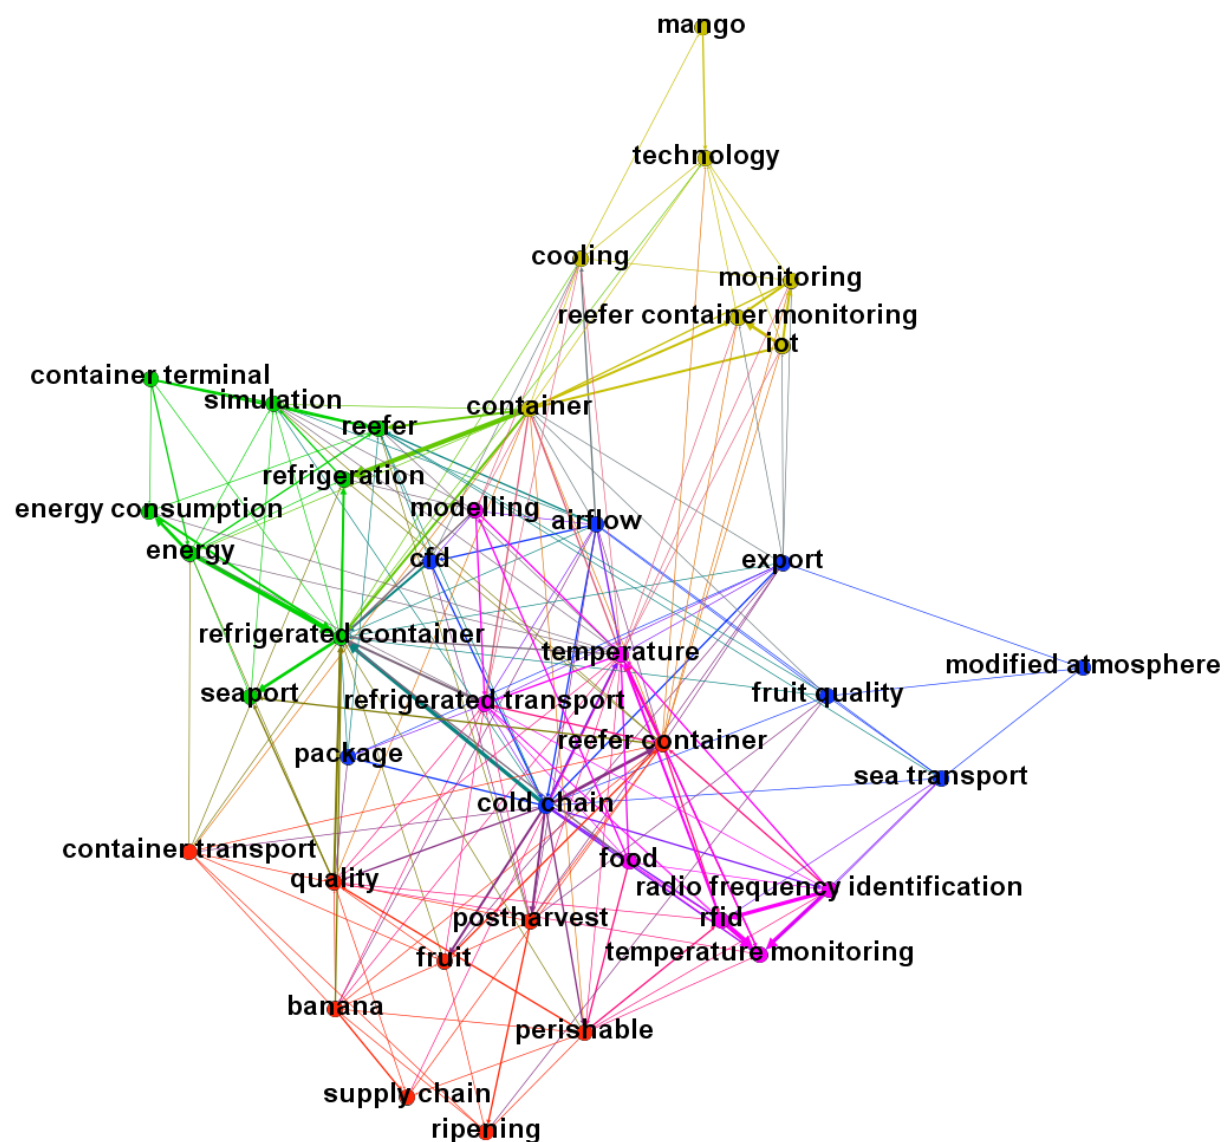 mango
technology
cooling
monitoring
reefer container monitoring
iot
container terminal
simulation
container
reefer
refrigeration
energy consumption
modelling
airflow
energy
cfd
export
refrigerated container
temperature
modified atmosphere
seaport
refrigerated transport
fruit quality
package
reefer container
sea transport
cold chain
container transport
food
quality
radio frequency identification
postharvest
rfid
fruit
temperature monitoring
banana
perishable
supply chain
ripening